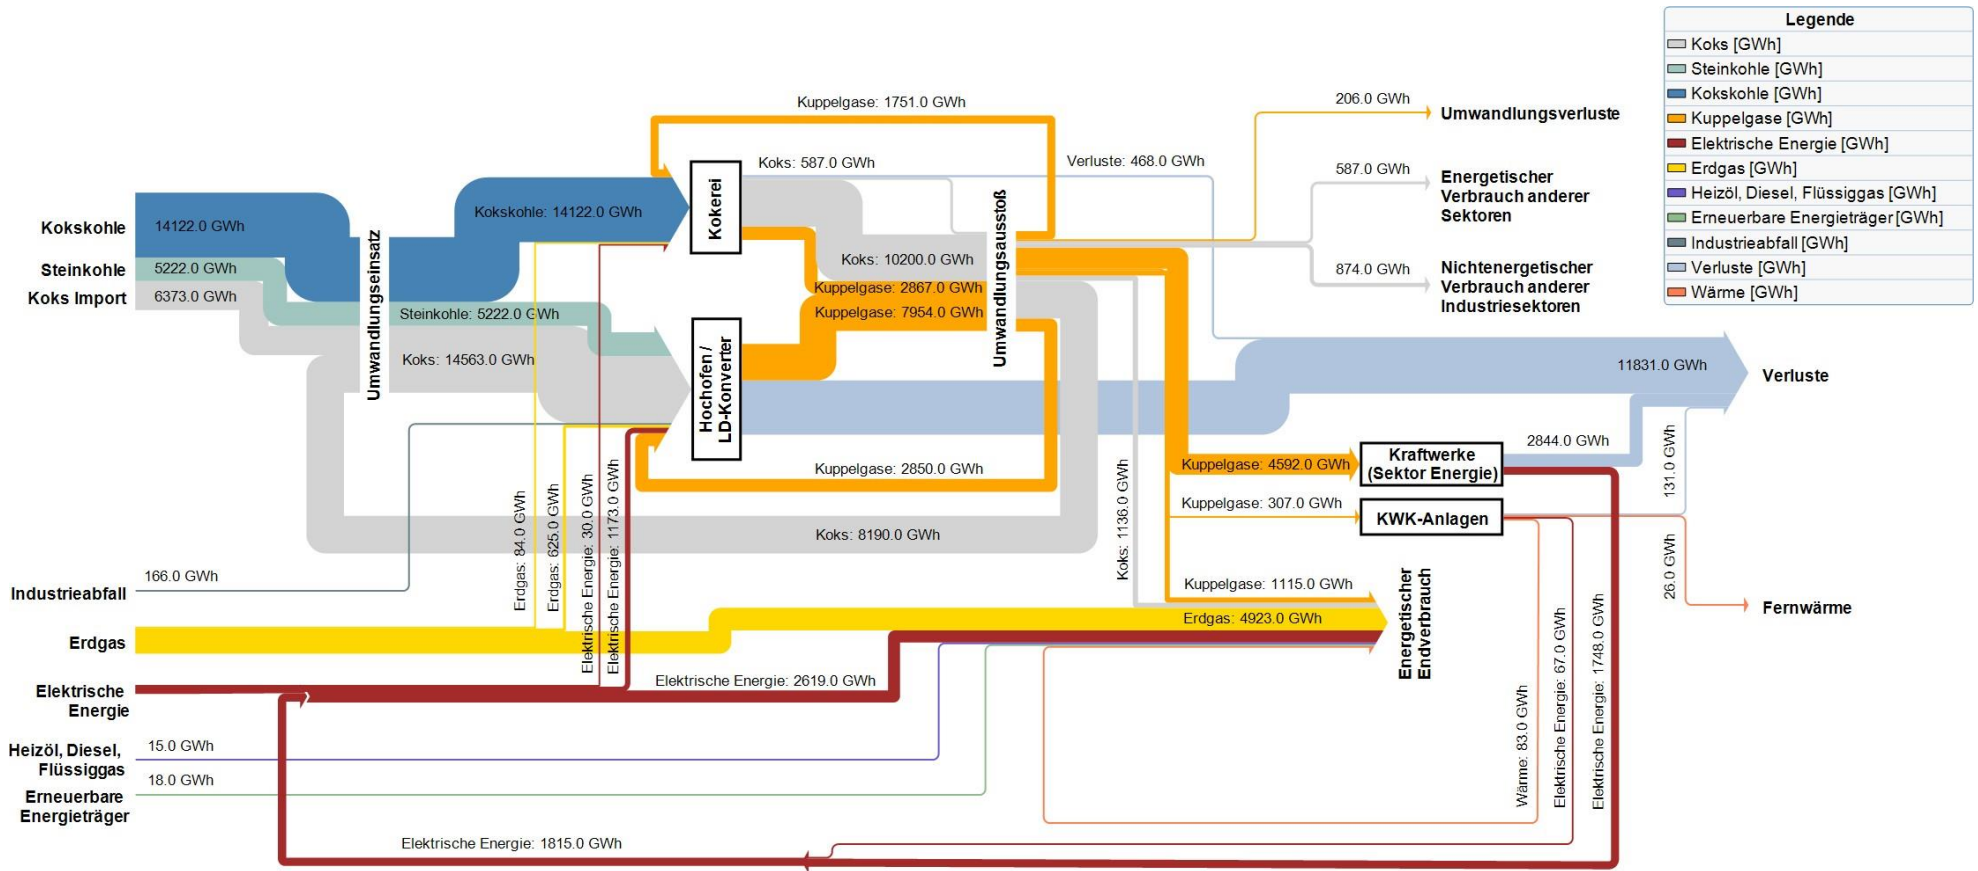 Legende
Koks [GWh]
Steinkohle [GWh]
Kokskohle [GWh]
Kuppelgase [GWh]
Elektrische Energie [GWh]
Erdgas [GWh]
Heizöl, Diesel, Flüssiggas [GWh]
Erneuerbare Energieträger [GWh]
Industrieabfall [GWh]
Verluste [GWh]
Wärme [GWh]
Kokskohle
14122.0 GWh
Steinkohle
5222.0 GWh
Koks Import
6373.0 GWh
Umwandlungseinsatz
Kokskohle: 14122.0 GWh
Steinkohle: 5222.0 GWh
Koks: 14563.0 GWh
Kuppelgase: 1751.0 GWh
Kokerei
Koks: 587.0 GWh
Koks: 10200.0 GWh
Kuppelgase: 2867.0 GWh
Kuppelgase: 7954.0 GWh
Hochofen /
LD-Konverter
Kuppelgase: 2850.0 GWh
Koks: 8190.0 GWh
Umwandlungsausstoß
Verluste: 468.0 GWh
206.0 GWh
Umwandlungsverluste
587.0 GWh
Energetischer
Verbrauch anderer
Sektoren
874.0 GWh
Nichtenergetischer
Verbrauch anderer
Industriesektoren
11831.0 GWh
Verluste
Kuppelgase: 4592.0 GWh
Kraftwerke
(Sektor Energie)
2844.0 GWh
131.0 GWh
Kuppelgase: 307.0 GWh
KWK-Anlagen
Koks: 1136.0 GWh
Kuppelgase: 1115.0 GWh
Erdgas: 4923.0 GWh
Energetischer
Endverbrauch
26.0 GWh
Fernwärme
Wärme: 83.0 GWh
Elektrische Energie: 67.0 GWh
Elektrische Energie: 1748.0 GWh
Industrieabfall
166.0 GWh
Erdgas
Erdgas: 84.0 GWh
Erdgas: 625.0 GWh
Elektrische Energie: 30.0 GWh
Elektrische Energie: 1173.0 GWh
Elektrische
Energie
Elektrische Energie: 2619.0 GWh
Heizöl, Diesel,
Flüssiggas
15.0 GWh
Erneuerbare
Energieträger
18.0 GWh
Elektrische Energie: 1815.0 GWh